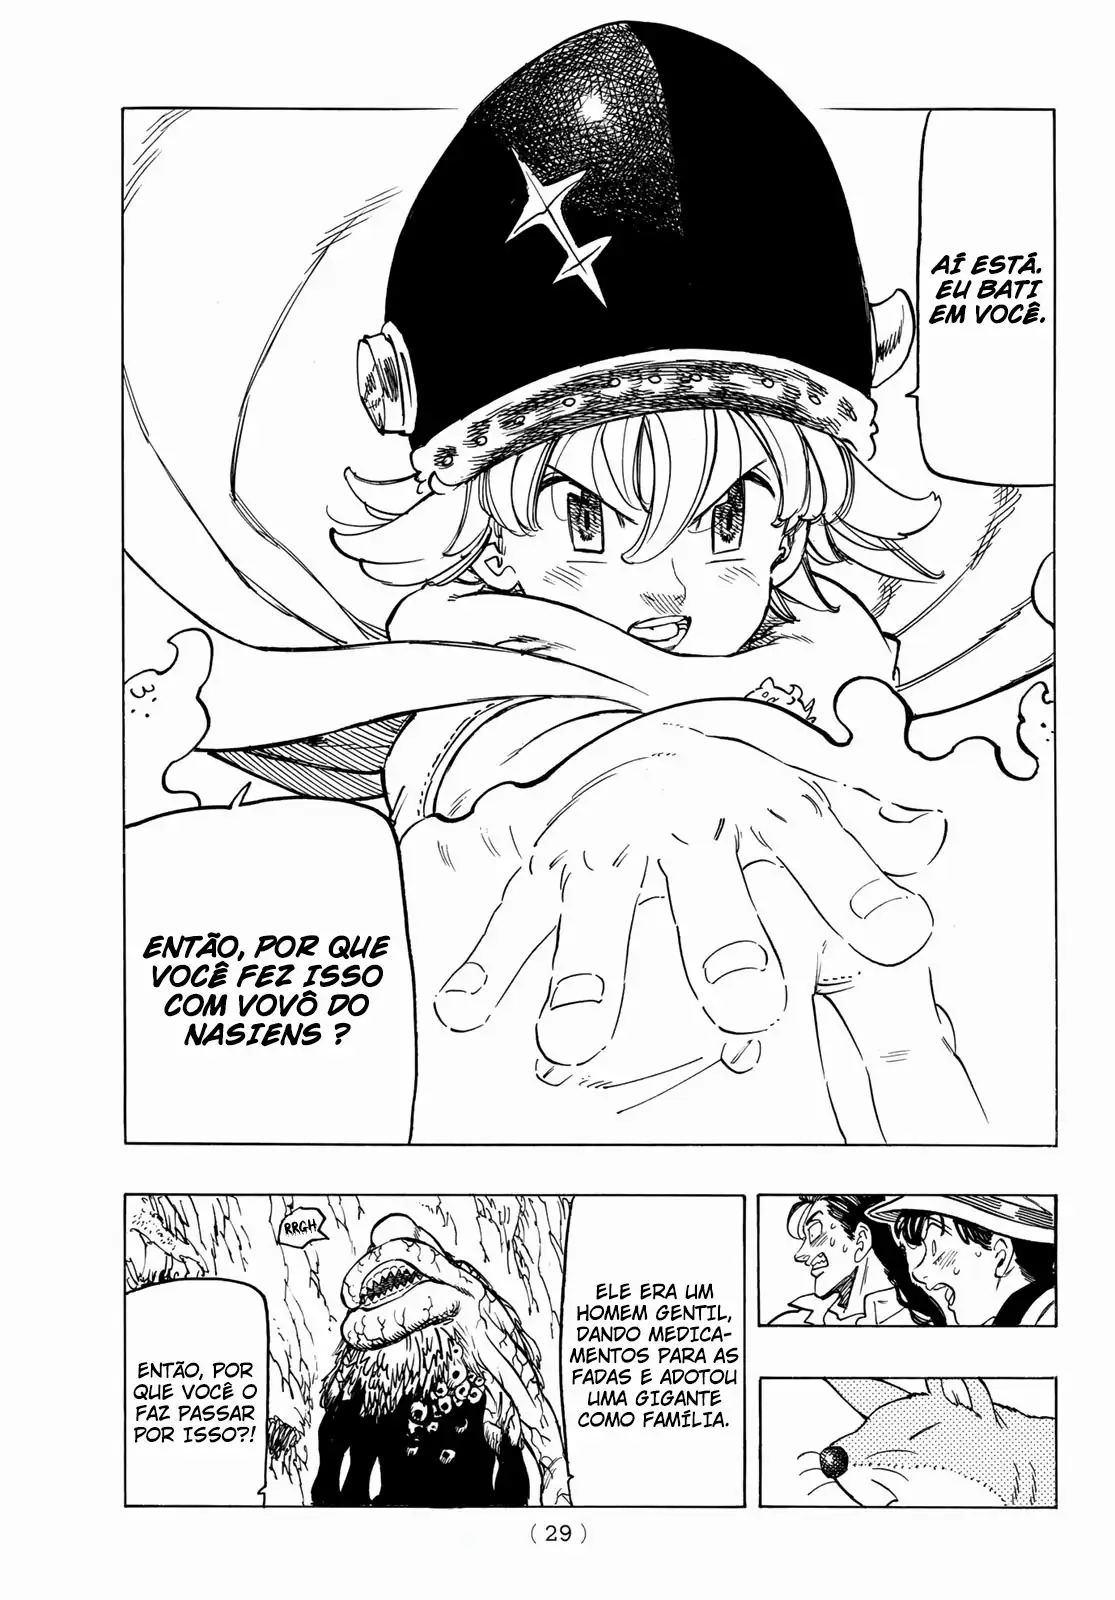 AÍ ESTÁ.
EU BATI
EM VOCÊ.
ENTÃO, POR QUE
VOCÊ FEZ ISSO
COM VOVÔ DO
NASIENS ?
ELE ERA UM
HOMEM GENTIL,
DANDO MEDICA-
MENTOS PARA AS
FADAS E ADOTOU
UMA GIGANTE
COMO FAMÍLIA.
RRGH
ENTÃO, POR
QUE VOCÊ O
FAZ PASSAR
POR ISSO?!
( 29 )